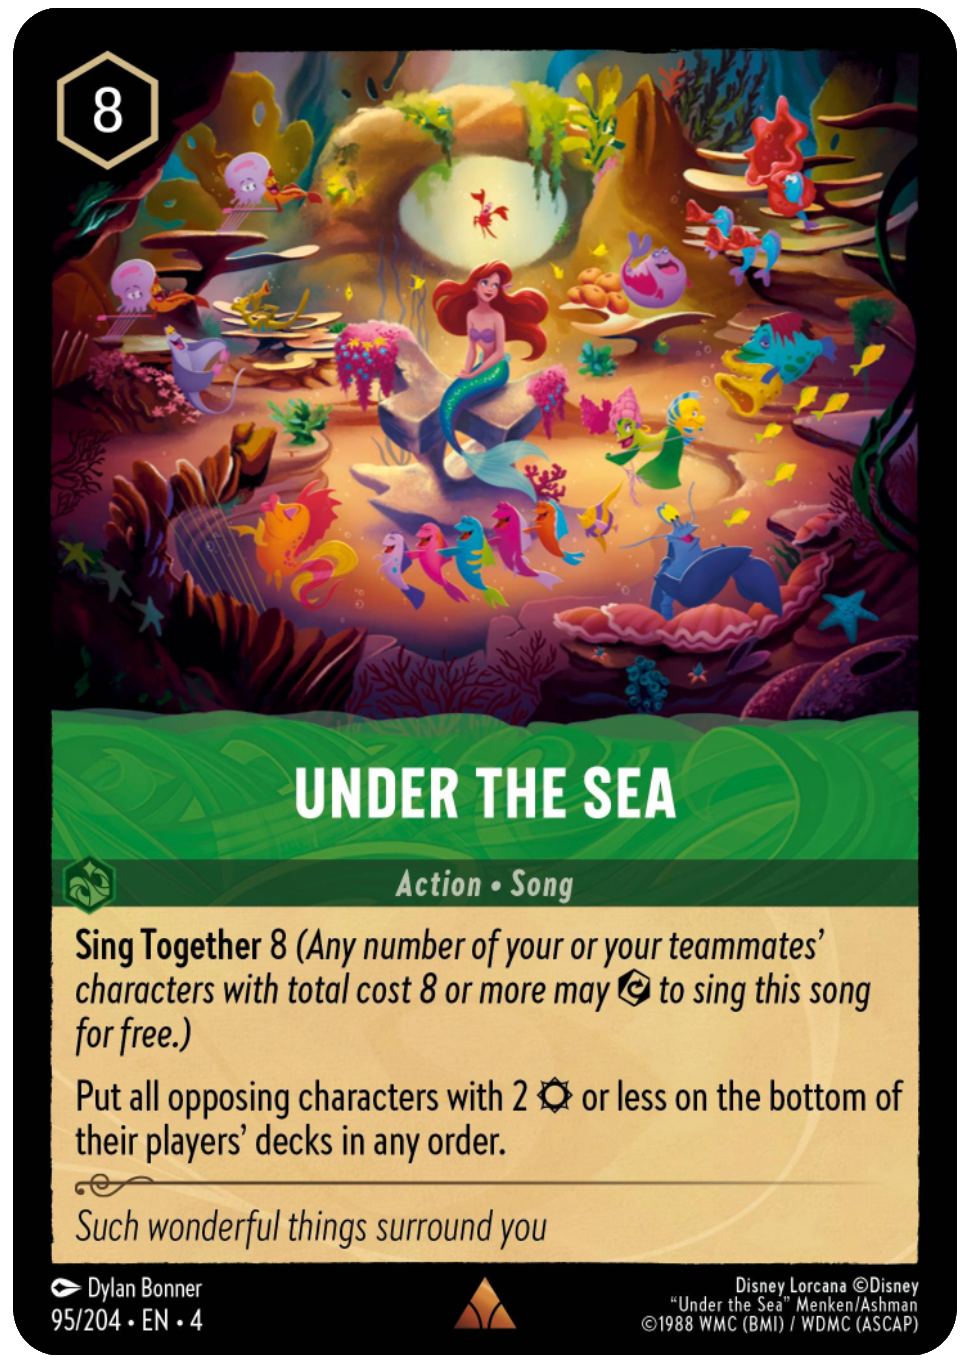 8
UNDER THE SEA
Action • Song
Sing Together 8 (Any number of your or your teammates’
characters with total cost 8 or more may to sing this song
for free.)
Put all opposing characters with 2 or less on the bottom of
their players’ decks in any order.
Such wonderful things surround you
Dylan Bonner
95/204 • EN • 4
Disney Lorcana ©Disney
“Under the Sea” Menken/Ashman
©1988 WMC (BMI) / WDMC (ASCAP)